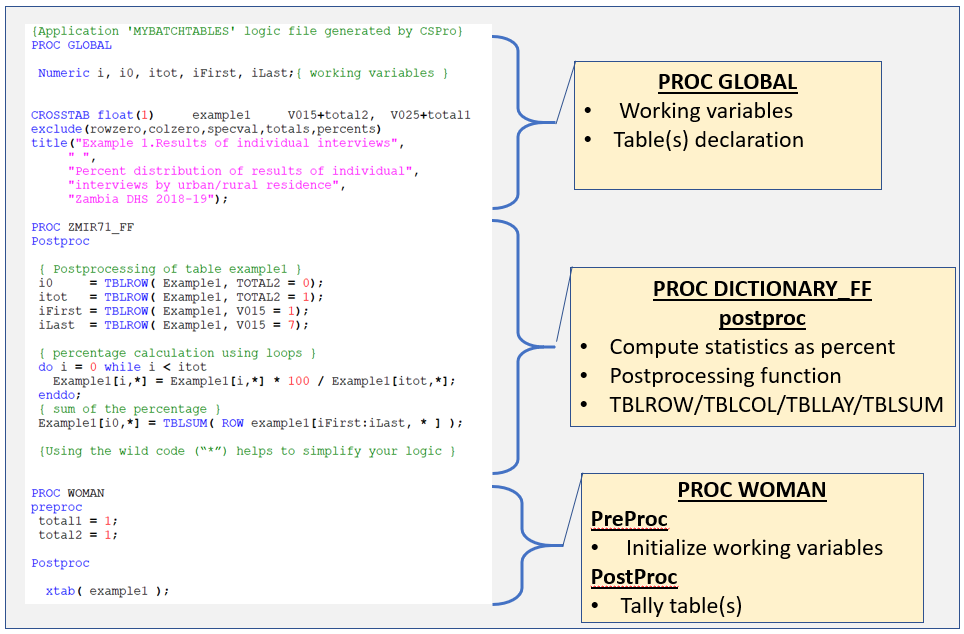 {Application 'MYBATCHTABLES' logic file generated by CSPro}
PROC GLOBAL
Numeric i, i0, itot, iFirst, iLast;{ working variables }
CROSSTAB float(1) example1 V015+total2, V025+total1
exclude(rowzero,colzero,specval,totals,percents)
title("Example 1.Results of individual interviews",
" ",
"Percent distribution of results of individual",
"interviews by urban/rural residence",
"Zambia DHS 2018-19");
PROC ZMIR71_FF
Postproc
{ Postprocessing of table example1 }
i0 = TBLROW( Example1, TOTAL2 = 0);
itot = TBLROW( Example1, TOTAL2 = 1);
iFirst = TBLROW( Example1, V015 = 1);
iLast = TBLROW( Example1, V015 = 7);
{ percentage calculation using loops }
do i = 0 while i < itot
Example1[i,*] = Example1[i,*] * 100 / Example1[itot,*];
enddo;
{ sum of the percentage }
Example1[i0,*] = TBLSUM( ROW example1[iFirst:iLast, * ] );
{Using the wild code (“*”) helps to simplify your logic }
PROC WOMAN
preproc
total1 = 1;
total2 = 1;
Postproc
xtab( example1 );
PROC GLOBAL
• Working variables
• Table(s) declaration
PROC DICTIONARY_FF
postproc
• Compute statistics as percent
• Postprocessing function
• TBLROW/TBLCOL/TBLLAY/TBLSUM
PROC WOMAN
PreProc
• Initialize working variables
PostProc
• Tally table(s)